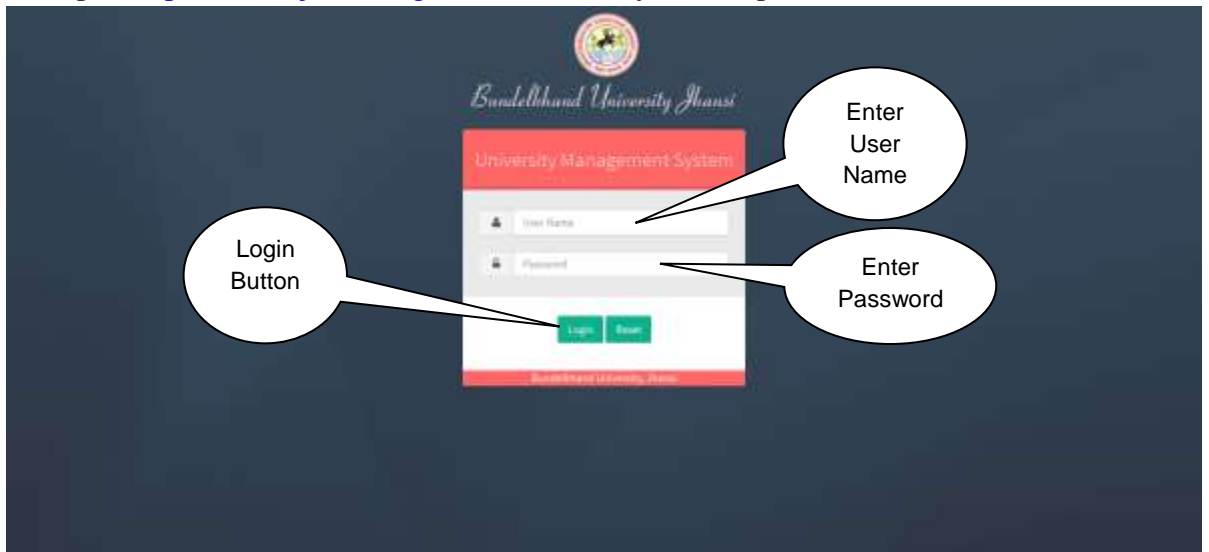 Bundelkhand University Jhansi
University Management System
Enter
User
Name
User Name
Login
Button
Password
Enter
Password
Login Reset
Bundelkhand University, Jhansi